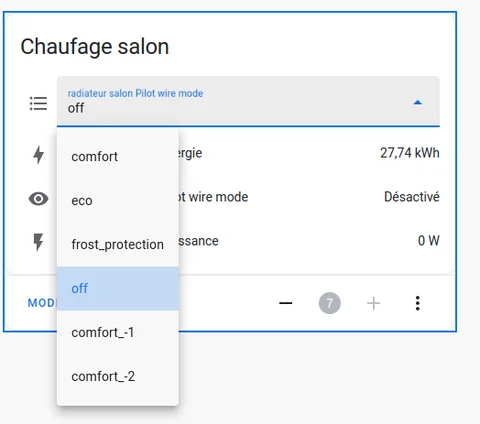 Chaufage salon
radiateur salon Pilot wire mode
off
comfort
ergie
27,74 kWh
eco
ot wire mode
Désactivé
frost_protection
ssance
0 W
off
MOD
7
comfort_-1
comfort_-2